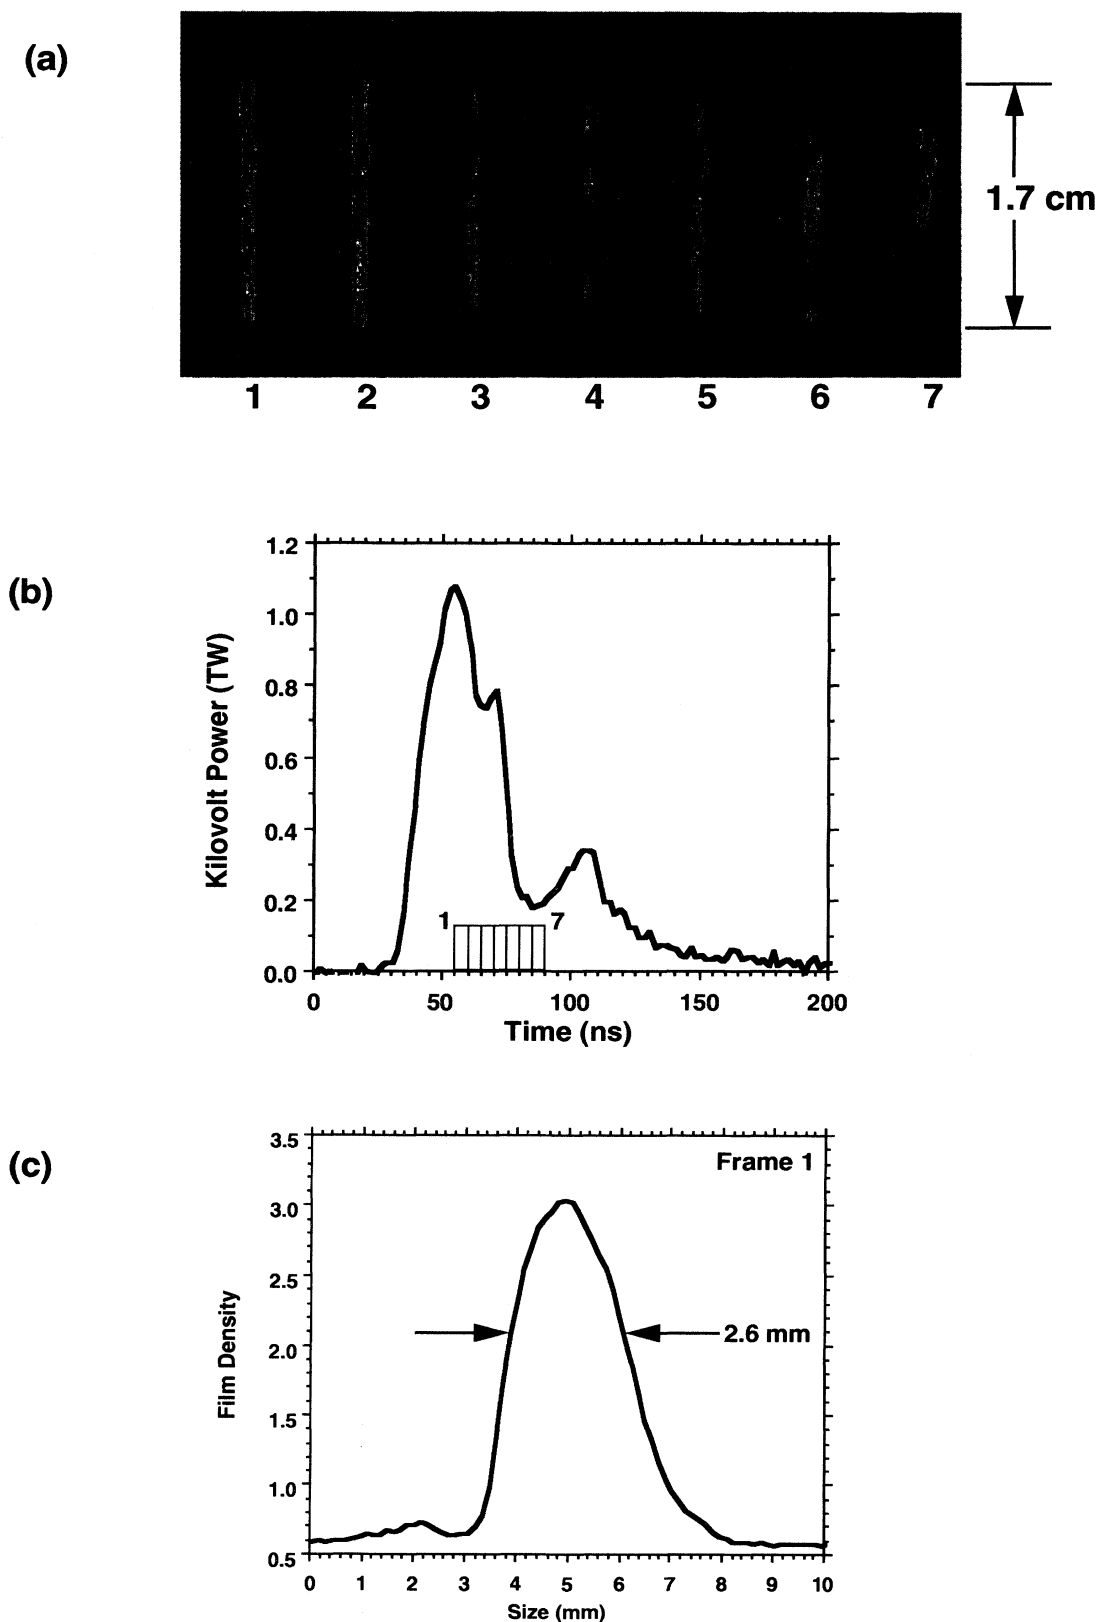 (a)
1.7 cm
1 2 3 4 5 6 7
(b)
Kilovolt Power (TW)
1.2
1.0
0.8
0.6
0.4
0.2
0.0
1 7
0 50 100 150 200
Time (ns)
(c)
Film Density
3.5
3.0
2.5
2.0
1.5
1.0
0.5
Frame 1
2.6 mm
0 1 2 3 4 5 6 7 8 9 10
Size (mm)